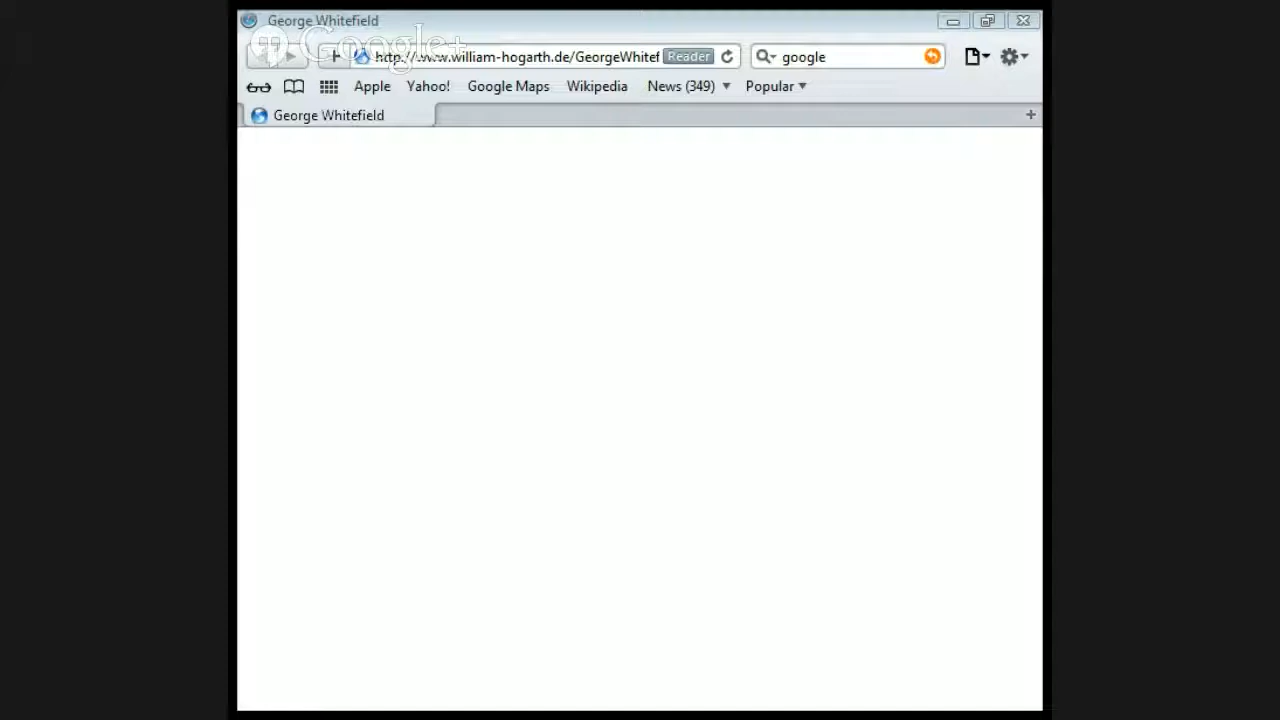 George Whitefield
Google+
http://www.william-hogarth.de/GeorgeWhitef Reader google
Apple Yahoo! Google Maps Wikipedia News (349) Popular
George Whitefield